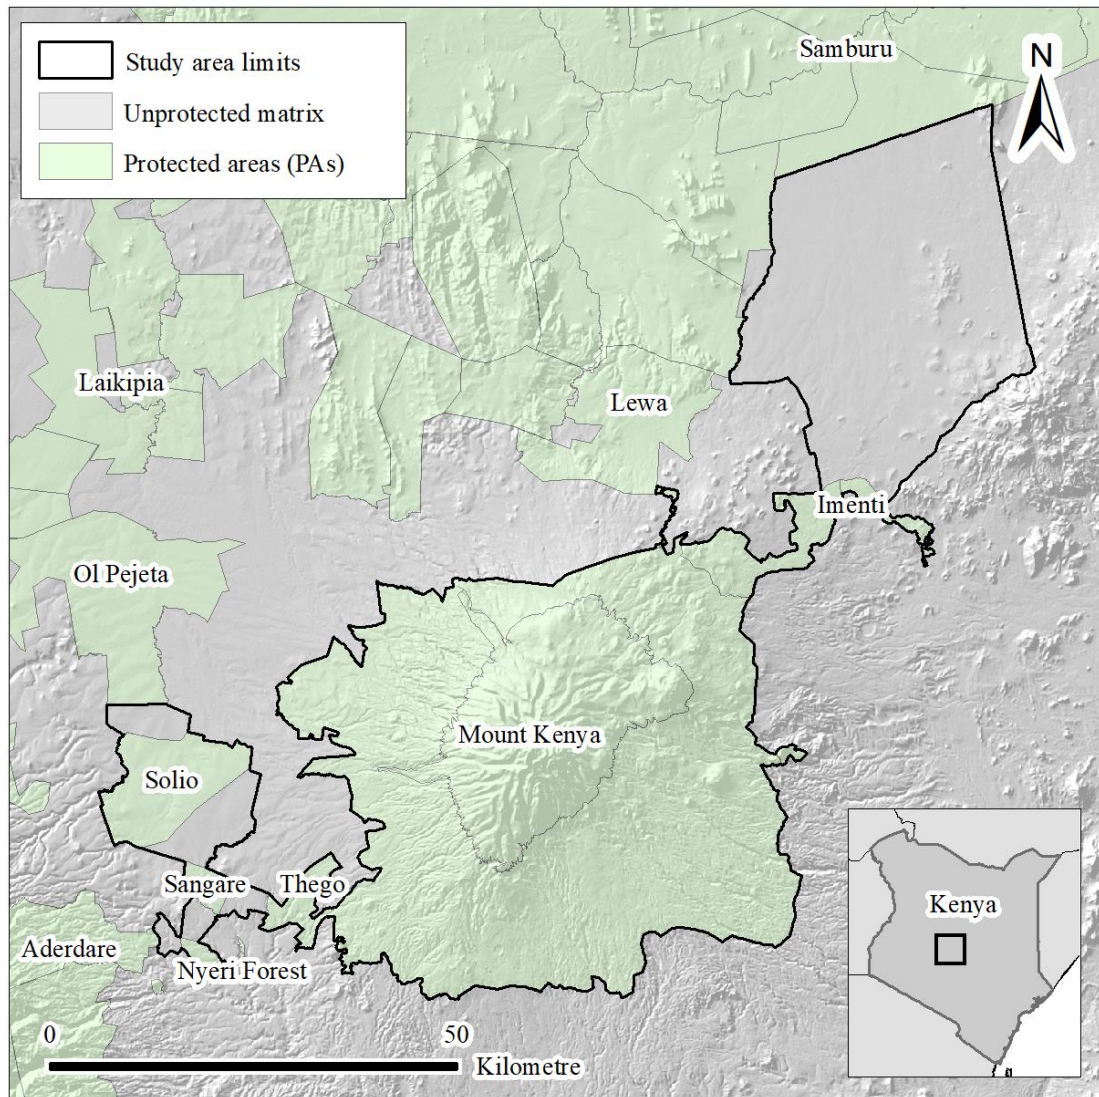 Study area limits
Unprotected matrix
Protected areas (PAs)
Samburu
N
Laikipia
Lewa
Imenti
Ol Pejeta
Mount Kenya
Solio
Sangare
Thego
Aderdare
Nyeri Forest
Kenya
0
50
Kilometre